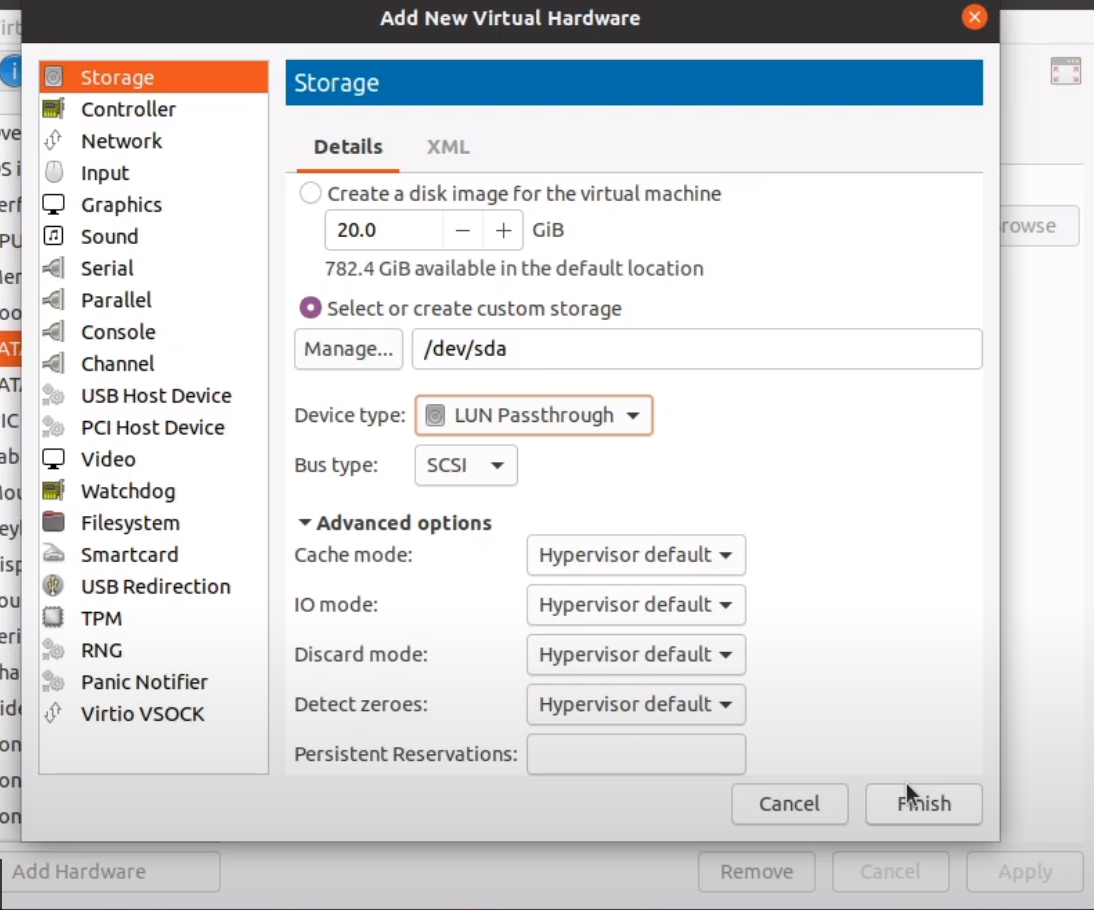 Add New Virtual Hardware
Storage
Controller
Network
Input
Graphics
Sound
Serial
Parallel
Console
Channel
USB Host Device
PCI Host Device
Video
Watchdog
Filesystem
Smartcard
USB Redirection
TPM
RNG
Panic Notifier
Virtio VSOCK
Storage
Details XML
Create a disk image for the virtual machine
20.0 − + GiB
782.4 GiB available in the default location
Select or create custom storage
Manage... /dev/sda
Device type: LUN Passthrough
Bus type: SCSI
Advanced options
Cache mode: Hypervisor default
IO mode: Hypervisor default
Discard mode: Hypervisor default
Detect zeroes: Hypervisor default
Persistent Reservations:
Cancel Finish
Add Hardware Remove Cancel Apply